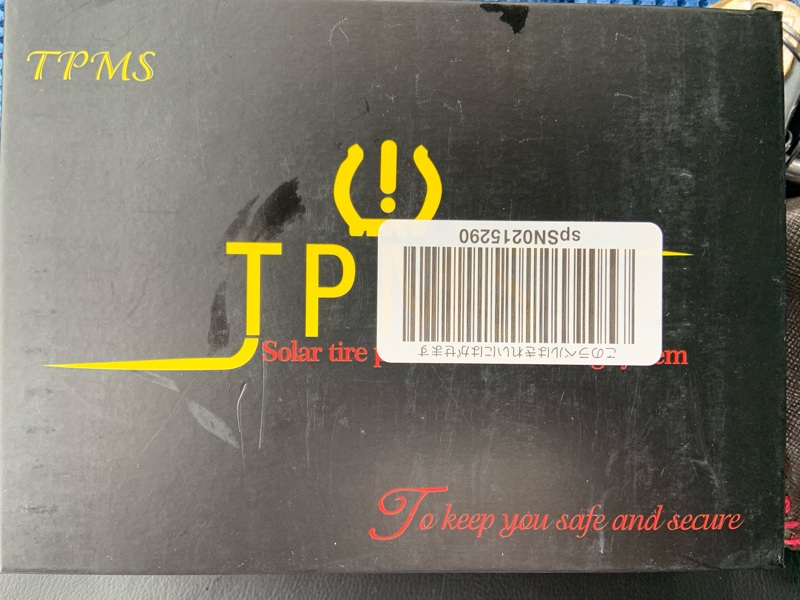 TPMS
TP
spSN0215290
このラベルはきれいにはがせます
Solar tire em
To keep you safe and secure